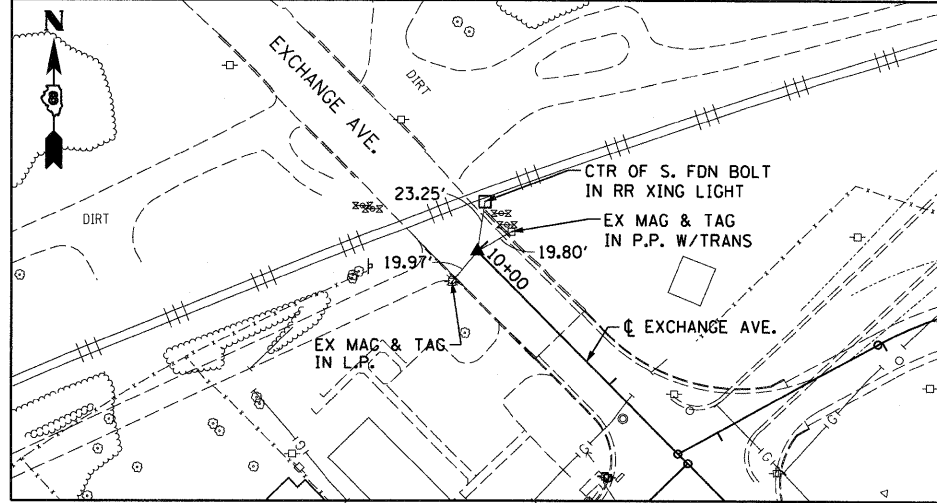 N
8
EXCHANGE AVE.
DIRT
DIRT
23.25'
CTR OF S. FDN BOLT
IN RR XING LIGHT
EX MAG & TAG
IN P.P. W/TRANS
19.80'
19.97'
10+00
℄ EXCHANGE AVE.
EX MAG & TAG
IN L.P.
G
G
G
G